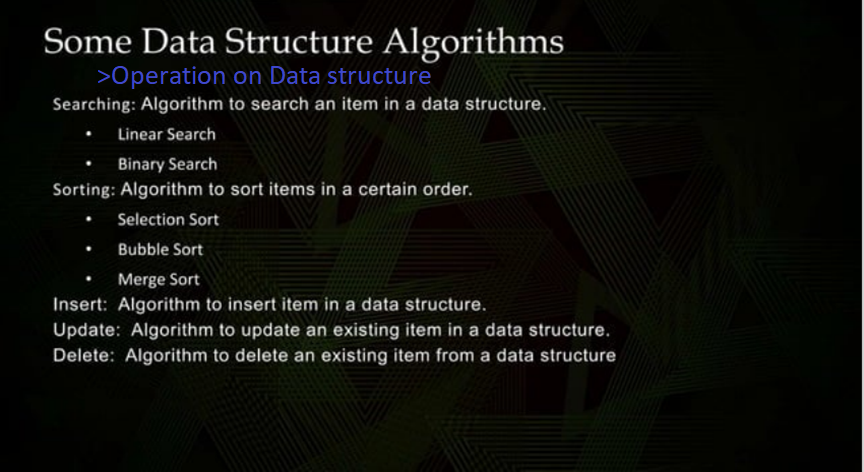 Some Data Structure Algorithms
>Operation on Data structure
Searching: Algorithm to search an item in a data structure.
• Linear Search
• Binary Search
Sorting: Algorithm to sort items in a certain order.
• Selection Sort
• Bubble Sort
• Merge Sort
Insert: Algorithm to insert item in a data structure.
Update: Algorithm to update an existing item in a data structure.
Delete: Algorithm to delete an existing item from a data structure